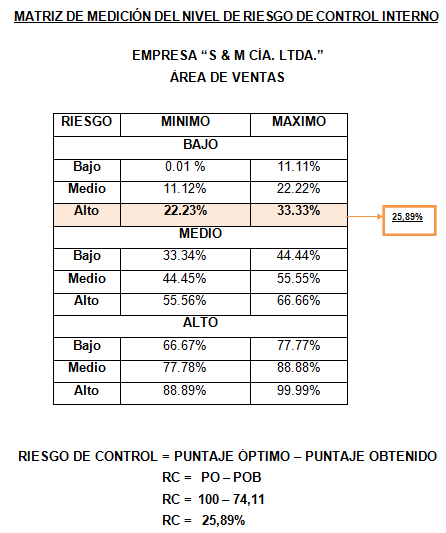 MATRIZ DE MEDICIÓN DEL NIVEL DE RIESGO DE CONTROL INTERNO
EMPRESA “S & M CÍA. LTDA.”
ÁREA DE VENTAS
RIESGO MINIMO MAXIMO
BAJO
Bajo 0.01 % 11.11%
Medio 11.12% 22.22%
Alto 22.23% 33.33% 25,89%
MEDIO
Bajo 33.34% 44.44%
Medio 44.45% 55.55%
Alto 55.56% 66.66%
ALTO
Bajo 66.67% 77.77%
Medio 77.78% 88.88%
Alto 88.89% 99.99%
RIESGO DE CONTROL = PUNTAJE ÓPTIMO – PUNTAJE OBTENIDO
RC = PO – POB
RC = 100 – 74,11
RC = 25,89%